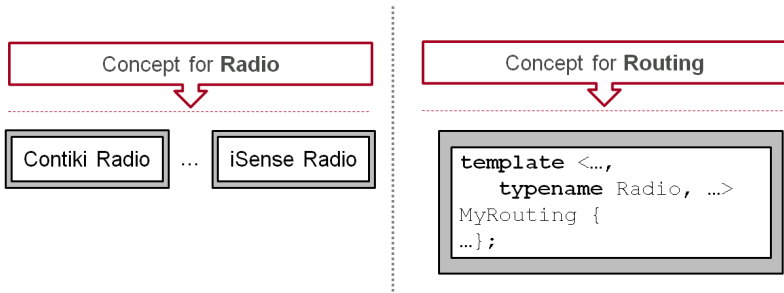 Concept for Radio
Contiki Radio ... iSense Radio
Concept for Routing
template <…,
typename Radio, …>
MyRouting {
…};